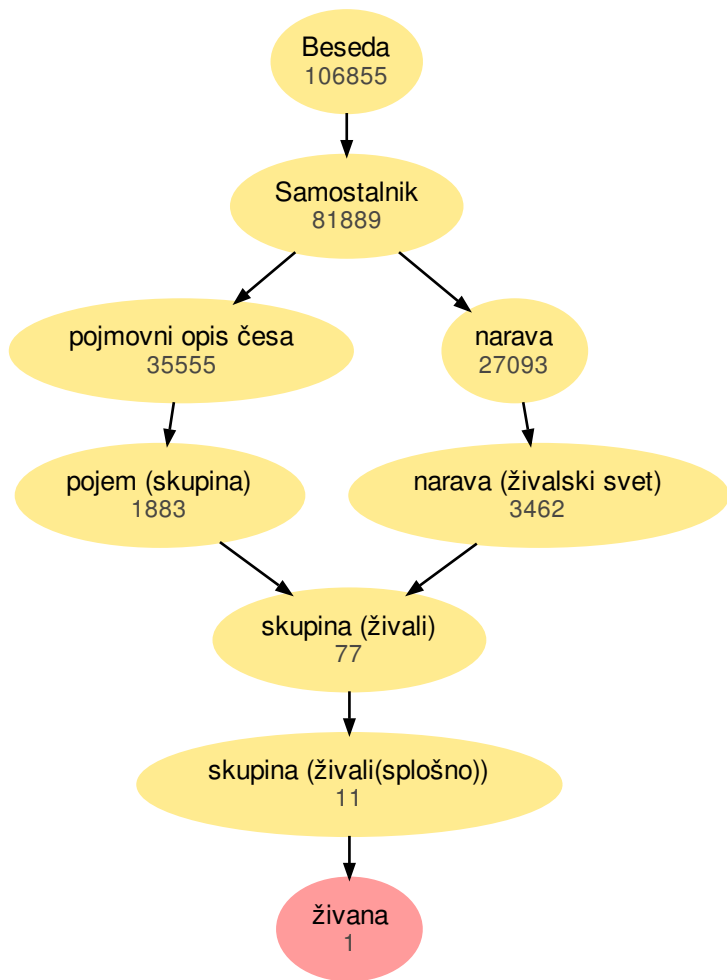 Beseda
106855
Samostalnik
81889
pojmovni opis česa
35555
narava
27093
pojem (skupina)
1883
narava (živalski svet)
3462
skupina (živali)
77
skupina (živali(splošno))
11
živana
1